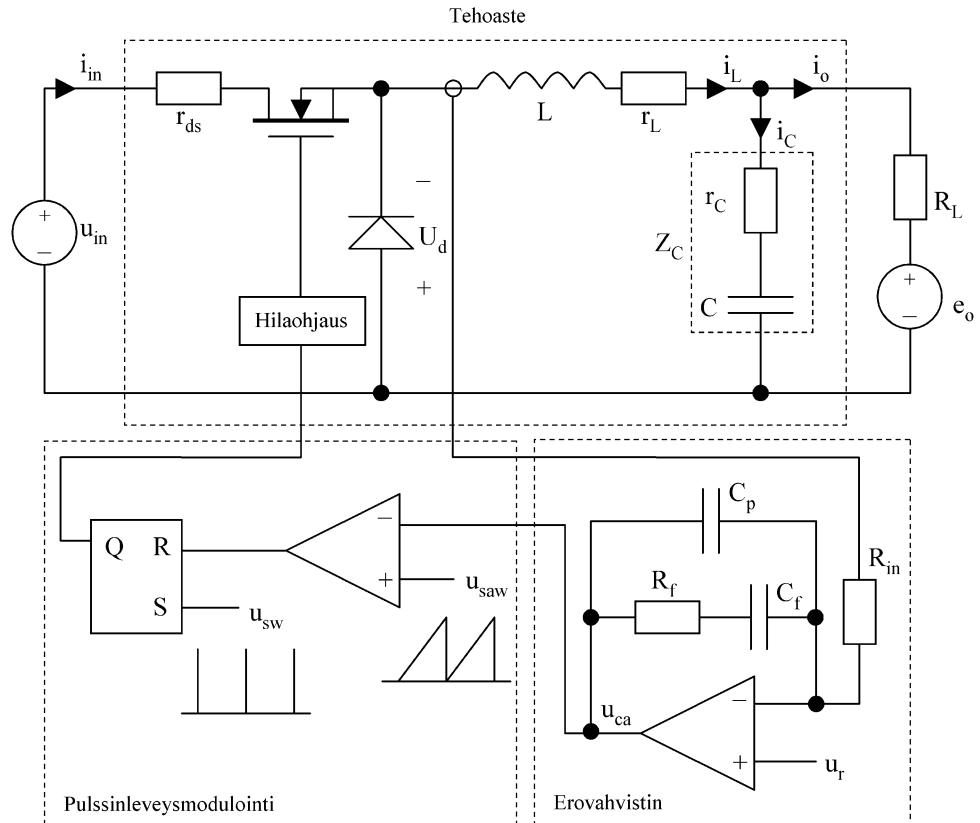 Tehoaste
i_in
r_ds
L
r_L
i_L
i_o
i_C
+
−
u_in
−
U_d
+
r_C
Z_C
C
R_L
+
−
e_o
Hilaohjaus
Q
R
S
u_sw
−
+
u_saw
C_p
R_f
C_f
R_in
u_ca
−
+
u_r
Pulssinleveysmodulointi
Erovahvistin